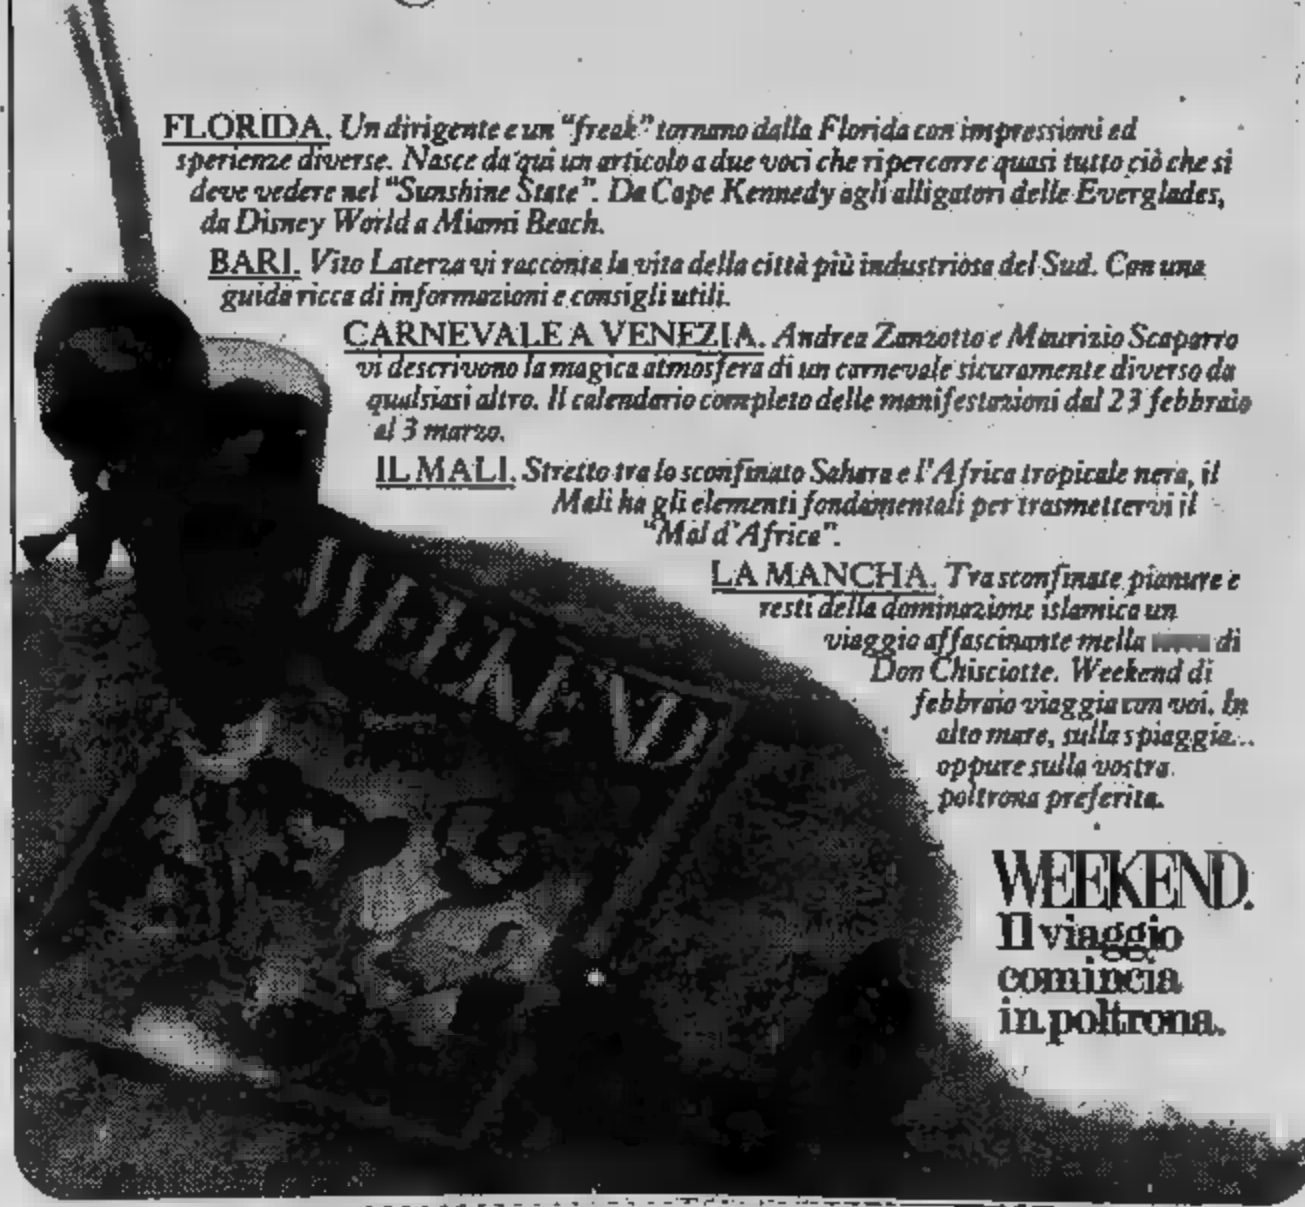 FLORIDA. Un dirigente e un "freak" tornano dalla Florida con impressioni ed
sperienze diverse. Nasce da qui un articolo a due voci che ripercorre quasi tutto ciò che si
deve vedere nel "Sunshine State". Da Cape Kennedy agli alligatori delle Everglades,
da Disney World a Miami Beach.
BARI. Vito Laterza vi racconta la vita della città più industriosa del Sud. Con una
guida ricca di informazioni e consigli utili.
CARNEVALE A VENEZIA. Andrea Zanzotto e Maurizio Scaparro
vi descrivono la magica atmosfera di un carnevale sicuramente diverso da
qualsiasi altro. Il calendario completo delle manifestazioni dal 23 febbraio
al 3 marzo.
IL MALI. Stretto tra lo sconfinato Sahara e l'Africa tropicale nera, il
Mali ha gli elementi fondamentali per trasmettervi il
"Mal d'Africa".
LA MANCHA. Tra sconfinate pianure e
resti della dominazione islamica un
viaggio affascinante mella di
Don Chisciotte. Weekend di
febbraio viaggia con voi. In
alto mare, sulla spiaggia...
oppure sulla vostra
poltrona preferita.
WEEKEND
WEEKEND.
Il viaggio
comincia
in poltrona.